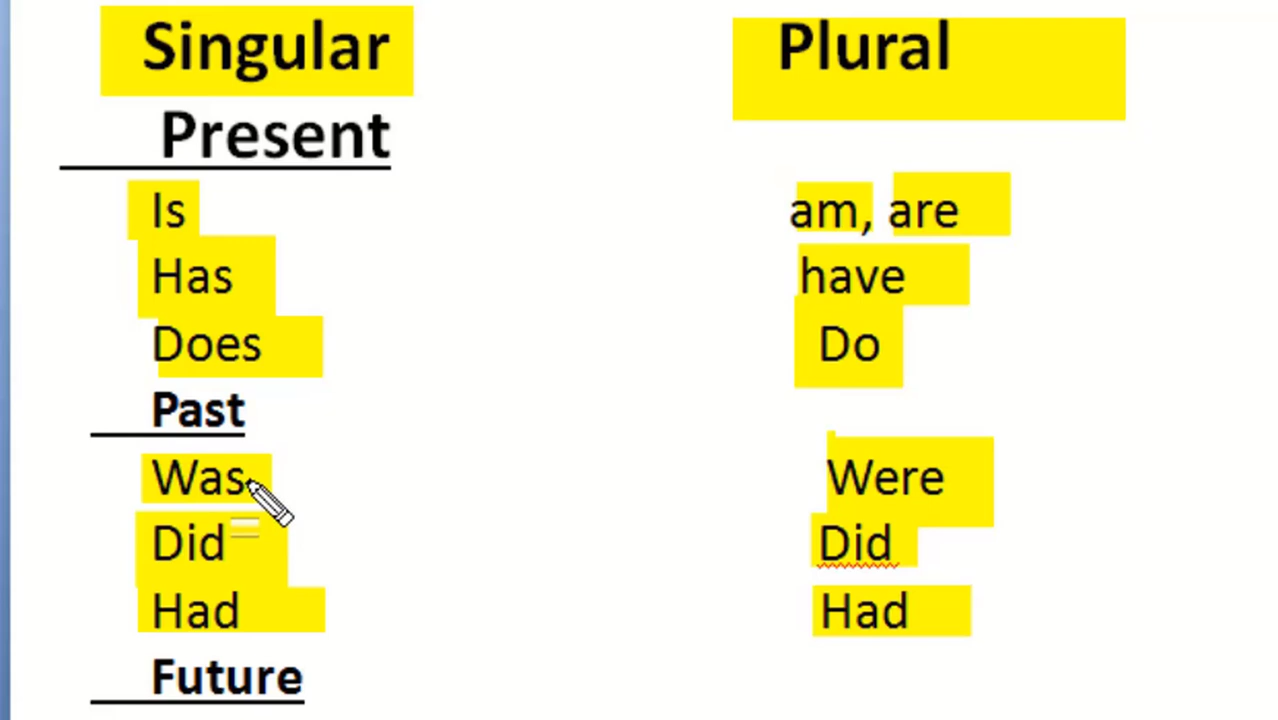 Singular Plural
Present
Is am, are
Has have
Does Do
Past
Was Were
Did Did
Had Had
Future